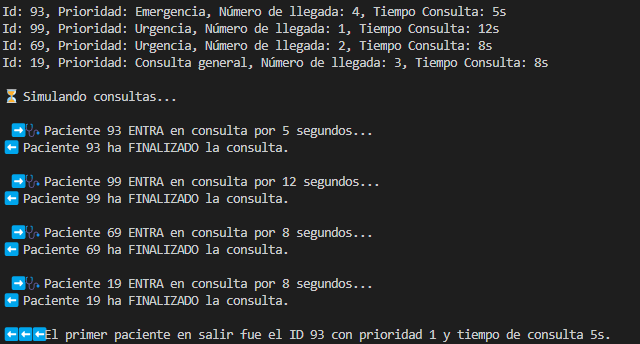 Id: 93, Prioridad: Emergencia, Número de llegada: 4, Tiempo Consulta: 5s
Id: 99, Prioridad: Urgencia, Número de llegada: 1, Tiempo Consulta: 12s
Id: 69, Prioridad: Urgencia, Número de llegada: 2, Tiempo Consulta: 8s
Id: 19, Prioridad: Consulta general, Número de llegada: 3, Tiempo Consulta: 8s
⏳ Simulando consultas...
➡️🩺 Paciente 93 ENTRA en consulta por 5 segundos...
⬅️ Paciente 93 ha FINALIZADO la consulta.
➡️🩺 Paciente 99 ENTRA en consulta por 12 segundos...
⬅️ Paciente 99 ha FINALIZADO la consulta.
➡️🩺 Paciente 69 ENTRA en consulta por 8 segundos...
⬅️ Paciente 69 ha FINALIZADO la consulta.
➡️🩺 Paciente 19 ENTRA en consulta por 8 segundos...
⬅️ Paciente 19 ha FINALIZADO la consulta.
⬅️⬅️⬅️El primer paciente en salir fue el ID 93 con prioridad 1 y tiempo de consulta 5s.